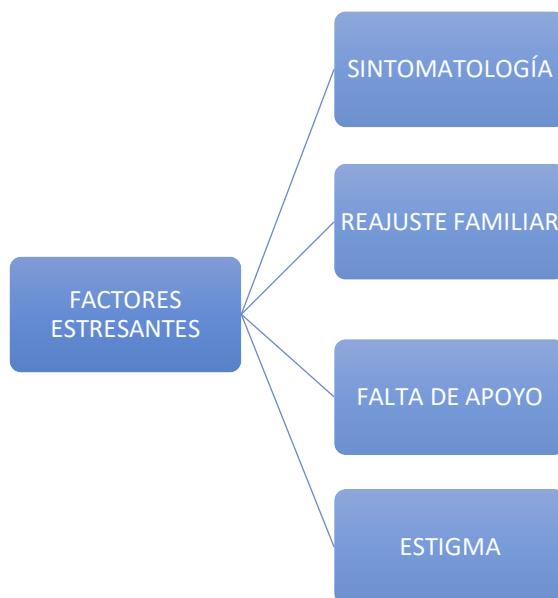 SINTOMATOLOGÍA
REAJUSTE FAMILIAR
FACTORES
ESTRESANTES
FALTA DE APOYO
ESTIGMA